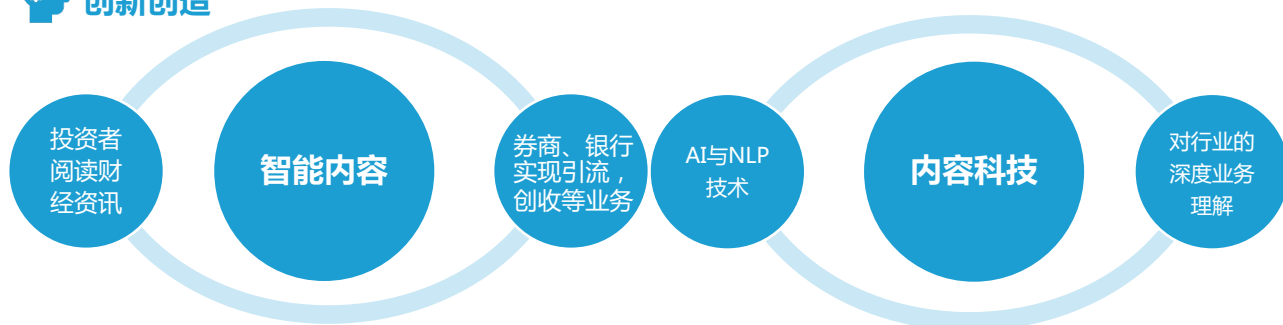 创新创造
投资者
阅读财
经资讯
智能内容
券商、银行
实现引流，
创收等业务
AI与NLP
技术
内容科技
对行业的
深度业务
理解